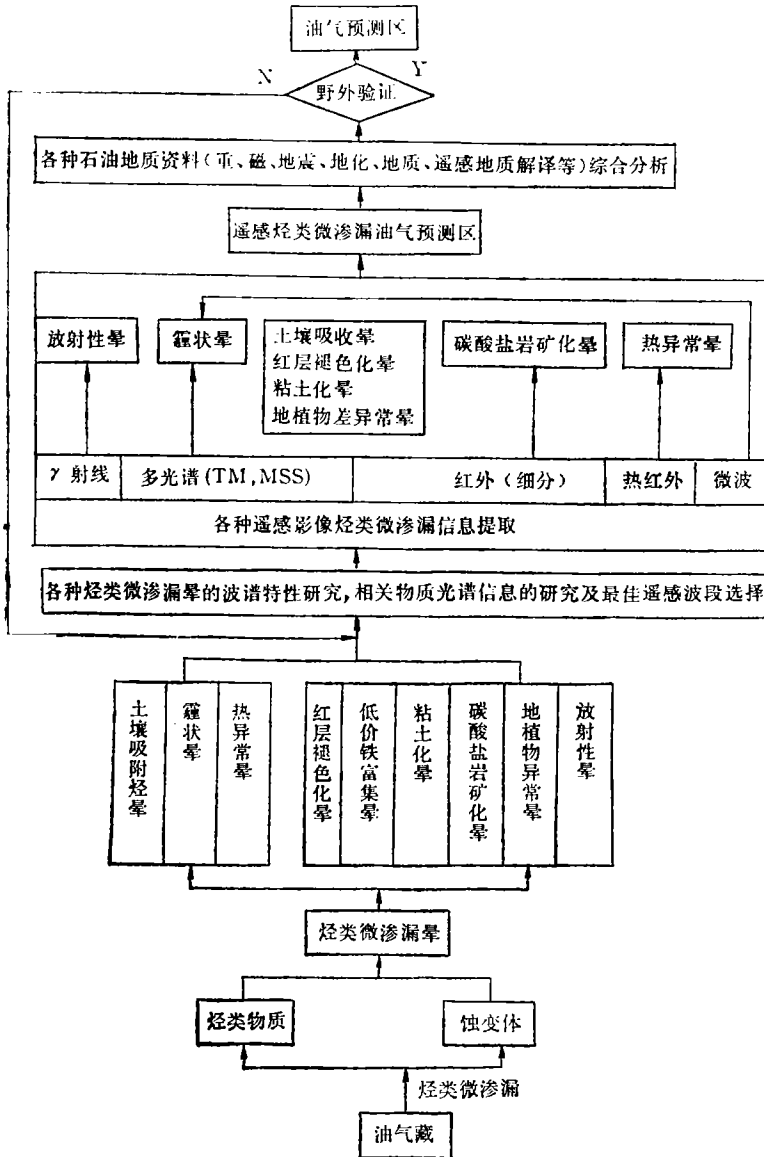 油气预测区
N
Y
野外验证
各种石油地质资料(重、磁、地震、地化、地质、遥感地质解译等)综合分析
遥感烃类微渗漏油气预测区
放射性晕
霾状晕
土壤吸收晕
红层褪色化晕
粘土化晕
地植物差异常晕
碳酸盐岩矿化晕
热异常晕
γ 射线
多光谱(TM,MSS)
红外(细分)
热红外
微波
各种遥感影像烃类微渗漏信息提取
各种烃类微渗漏晕的波谱特性研究,相关物质光谱信息的研究及最佳遥感波段选择
土壤吸附烃晕
霾状晕
热异常晕
红层褪色化晕
低价铁富集晕
粘土化晕
碳酸盐岩矿化晕
地植物异常晕
放射性晕
烃类微渗漏晕
烃类物质
蚀变体
烃类微渗漏
油气藏